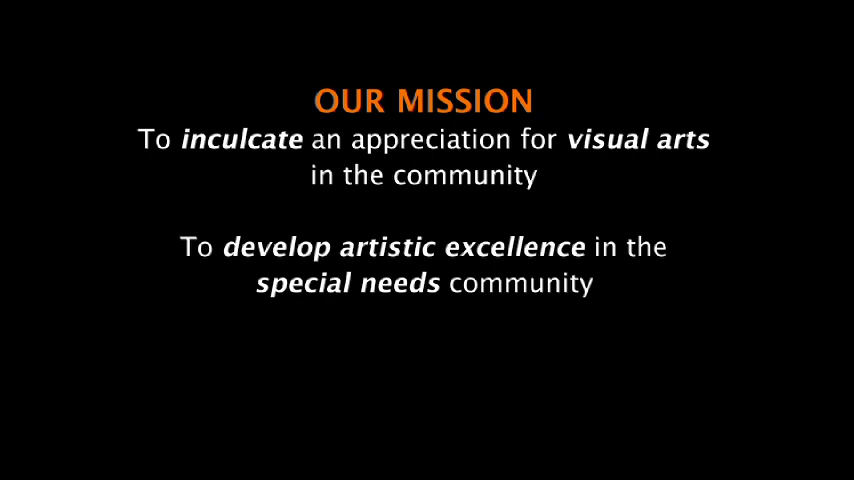 OUR MISSION
To inculcate an appreciation for visual arts
in the community
To develop artistic excellence in the
special needs community